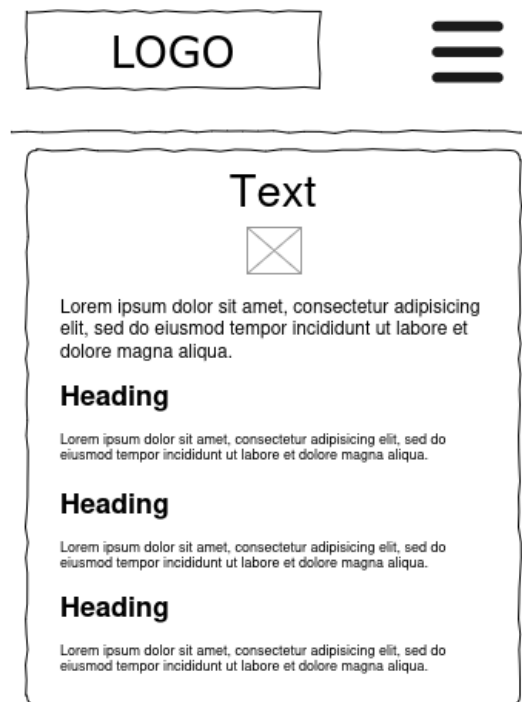 LOGO
Text
Lorem ipsum dolor sit amet, consectetur adipisicing
elit, sed do eiusmod tempor incididunt ut labore et
dolore magna aliqua.
Heading
Lorem ipsum dolor sit amet, consectetur adipisicing elit, sed do
eiusmod tempor incididunt ut labore et dolore magna aliqua.
Heading
Lorem ipsum dolor sit amet, consectetur adipisicing elit, sed do
eiusmod tempor incididunt ut labore et dolore magna aliqua.
Heading
Lorem ipsum dolor sit amet, consectetur adipisicing elit, sed do
eiusmod tempor incididunt ut labore et dolore magna aliqua.